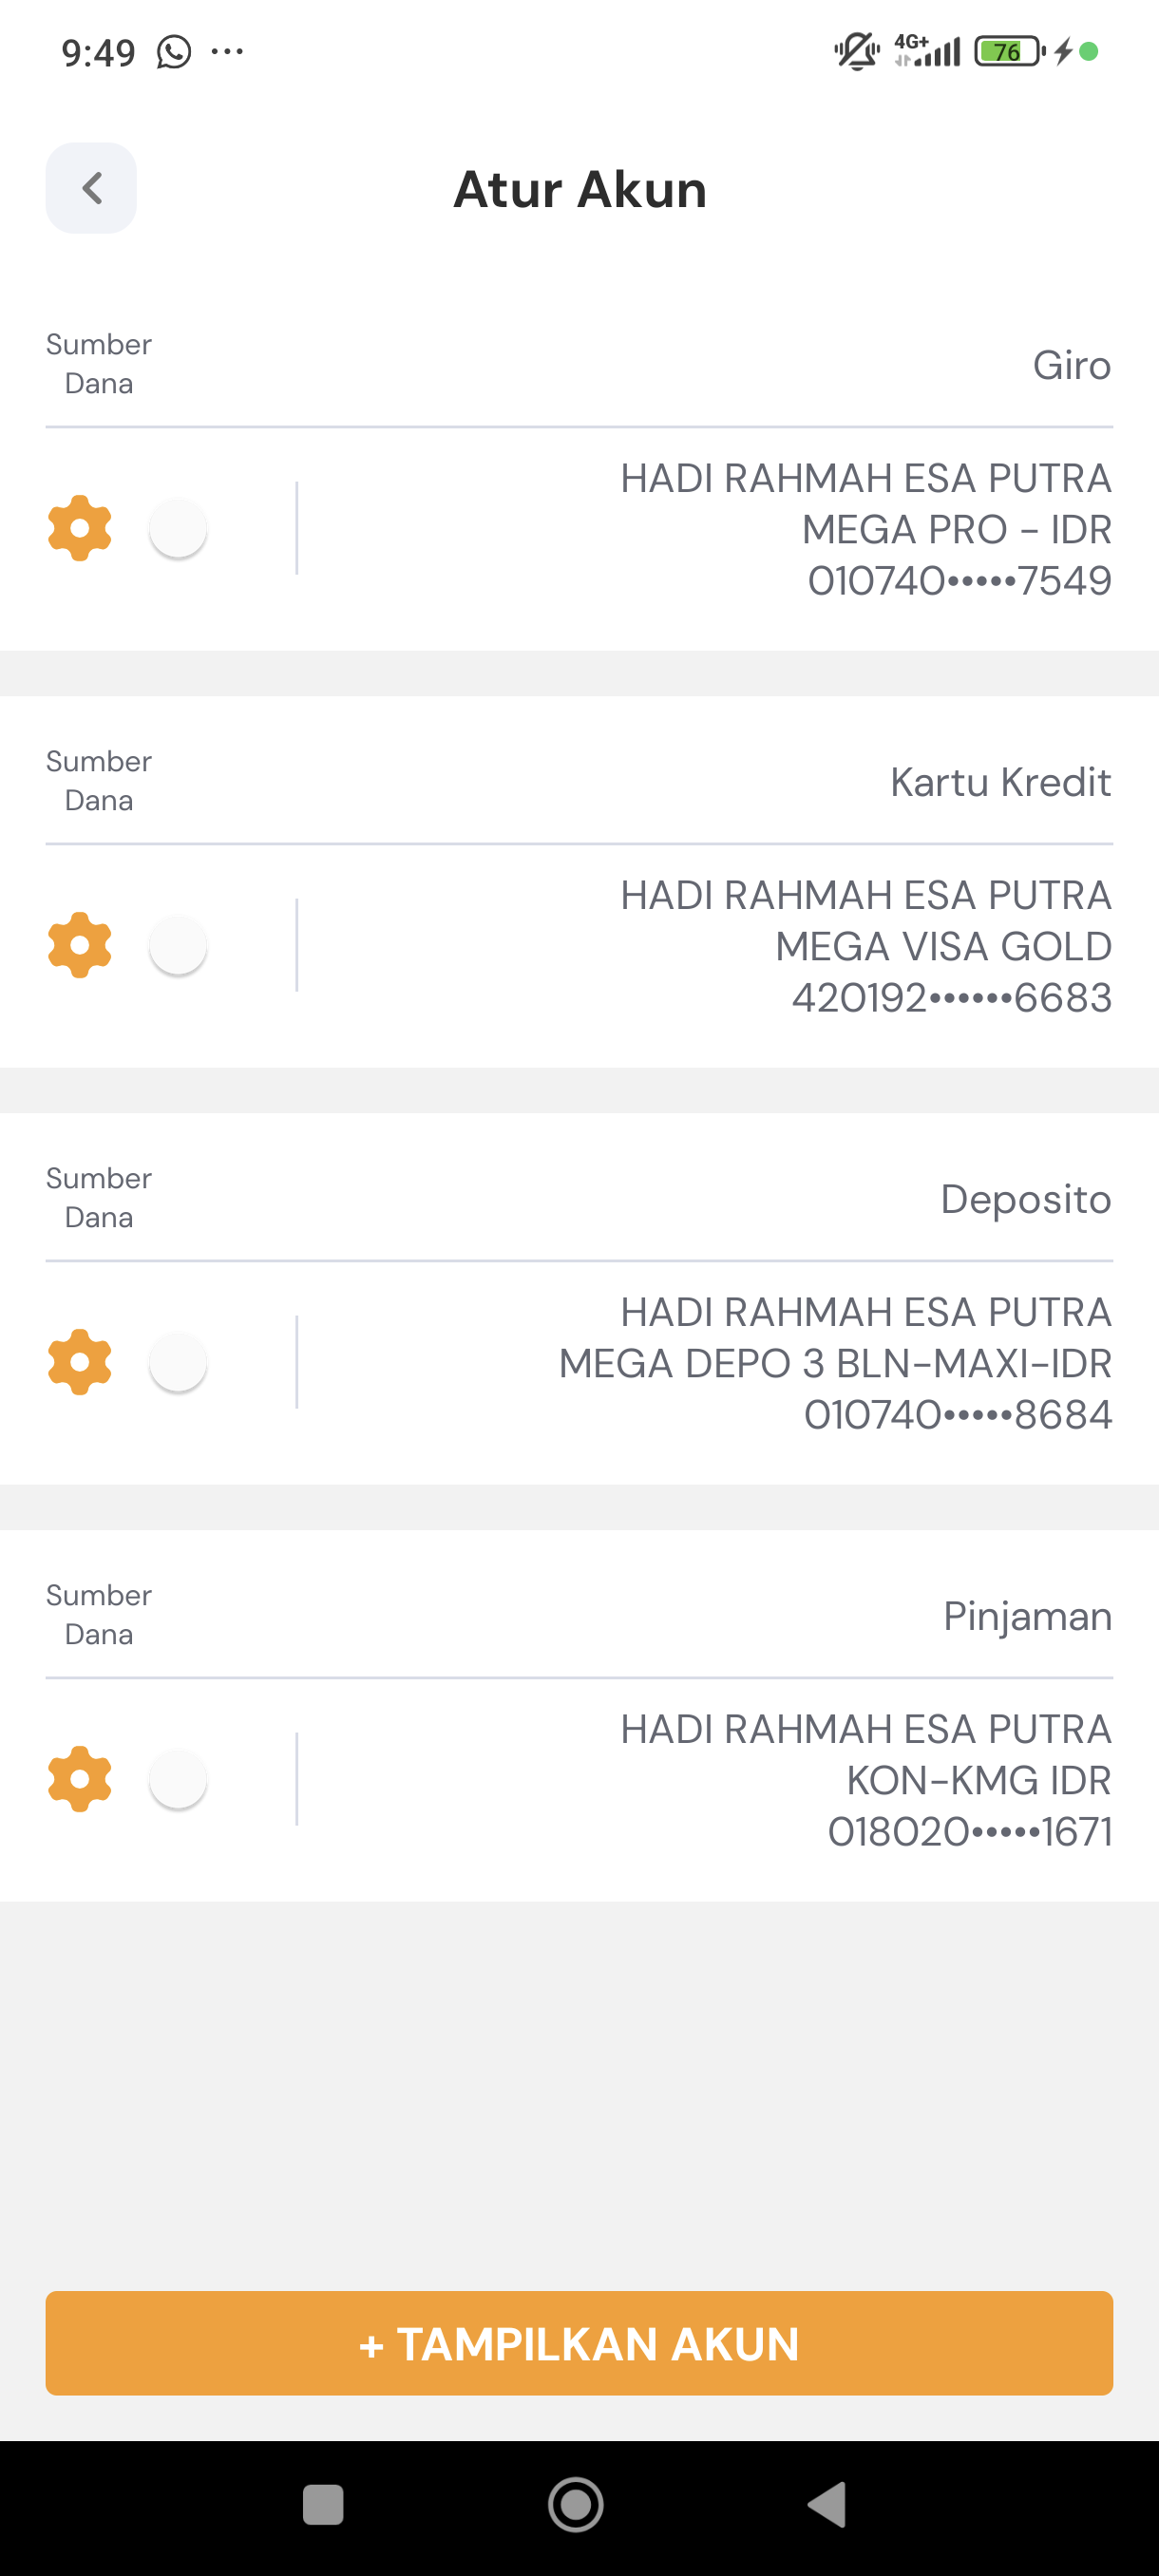 9:49
4G+
76
Atur Akun
Sumber
Dana
Giro
HADI RAHMAH ESA PUTRA
MEGA PRO - IDR
010740•••••7549
Sumber
Dana
Kartu Kredit
HADI RAHMAH ESA PUTRA
MEGA VISA GOLD
420192••••••6683
Sumber
Dana
Deposito
HADI RAHMAH ESA PUTRA
MEGA DEPO 3 BLN-MAXI-IDR
010740•••••8684
Sumber
Dana
Pinjaman
HADI RAHMAH ESA PUTRA
KON-KMG IDR
018020•••••1671
+ TAMPILKAN AKUN